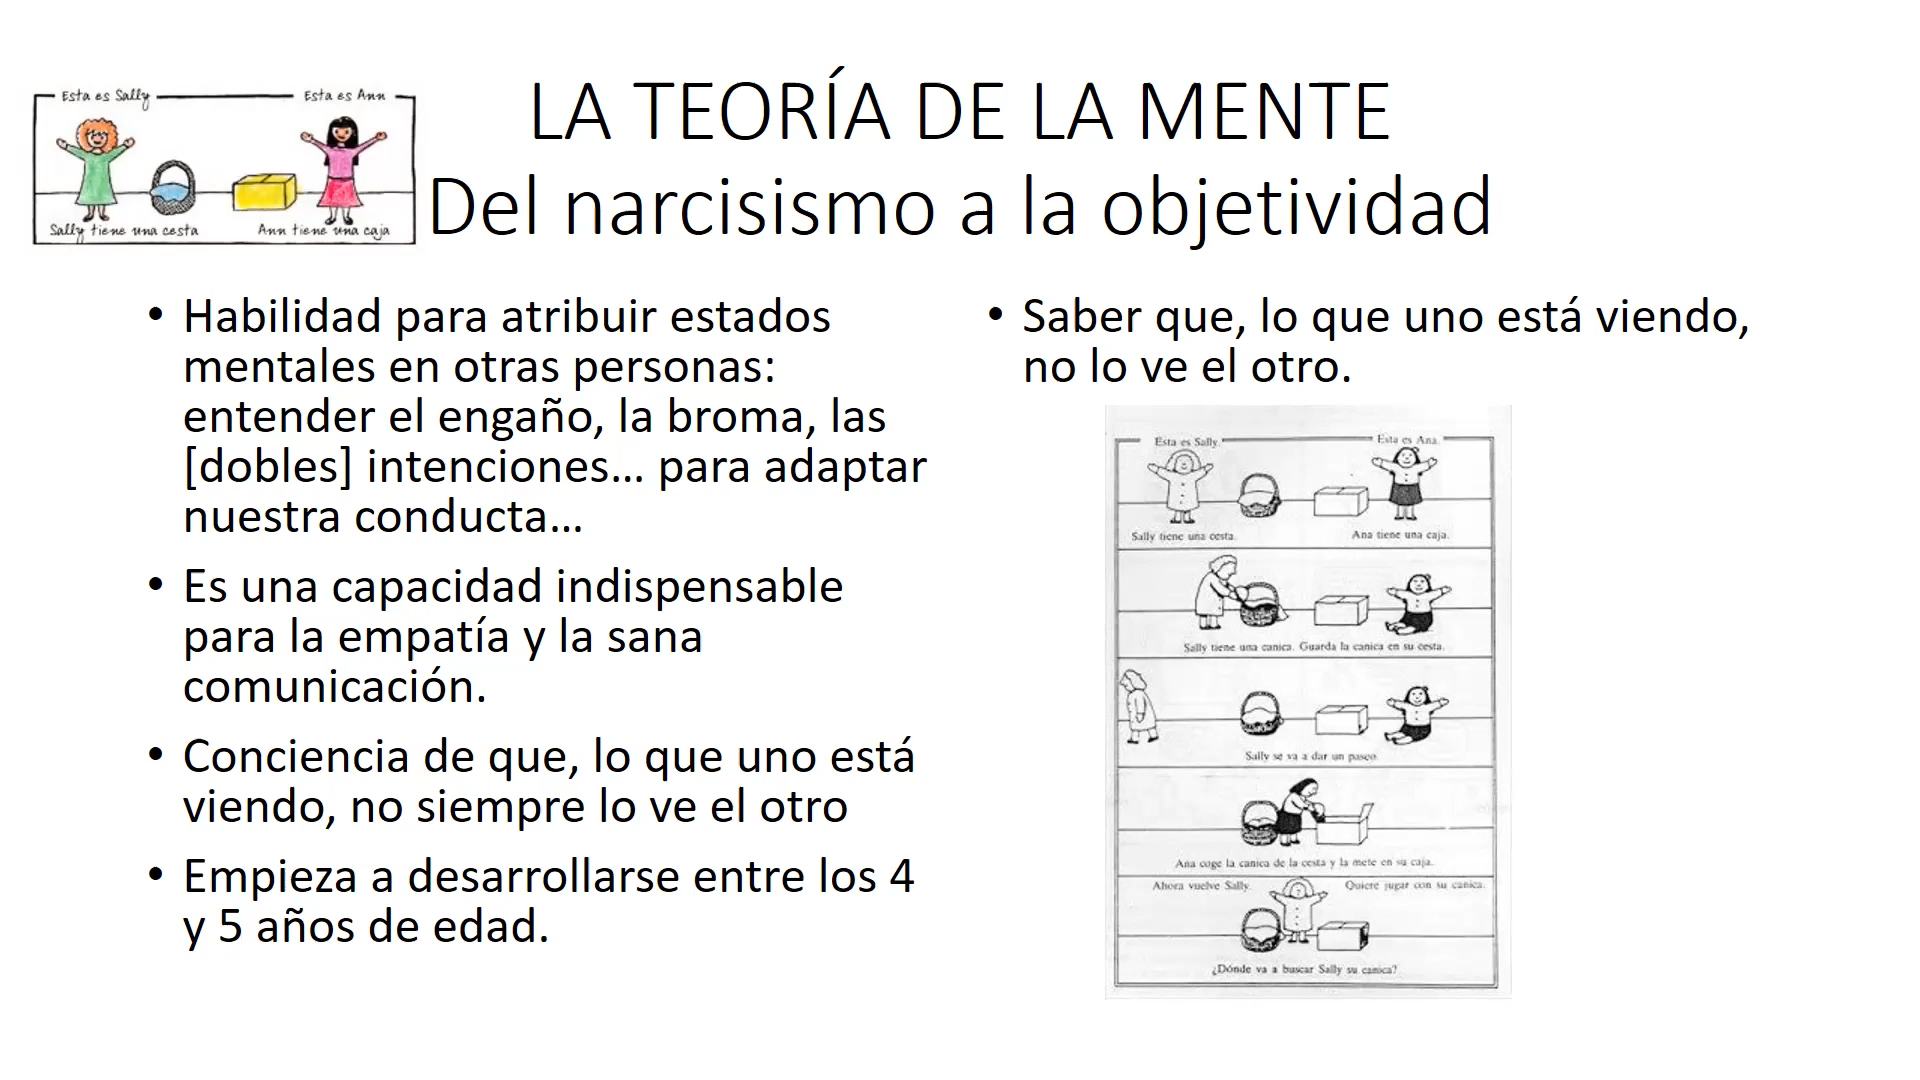 LA TEORÍA DE LA MENTE
Del narcisismo a la objetividad
Esta es Sally
Esta es Ann
Sally tiene una cesta
Ann tiene una caja
• Habilidad para atribuir estados
mentales en otras personas:
entender el engaño, la broma, las
[dobles] intenciones... para adaptar
nuestra conducta...
• Es una capacidad indispensable
para la empatía y la sana
comunicación.
• Conciencia de que, lo que uno está
viendo, no siempre lo ve el otro
• Empieza a desarrollarse entre los 4
y 5 años de edad.
• Saber que, lo que uno está viendo,
no lo ve el otro.
Esta es Sally.
Esta es Ana.
Sally tiene una cesta.
Ana tiene una caja.
Sally tiene una canica. Guarda la canica en su cesta.
Sally se va a dar un paseo.
Ana coge la canica de la cesta y la mete en su caja.
Ahora vuelve Sally.
Quiere jugar con su canica.
¿Dónde va a buscar Sally su canica?